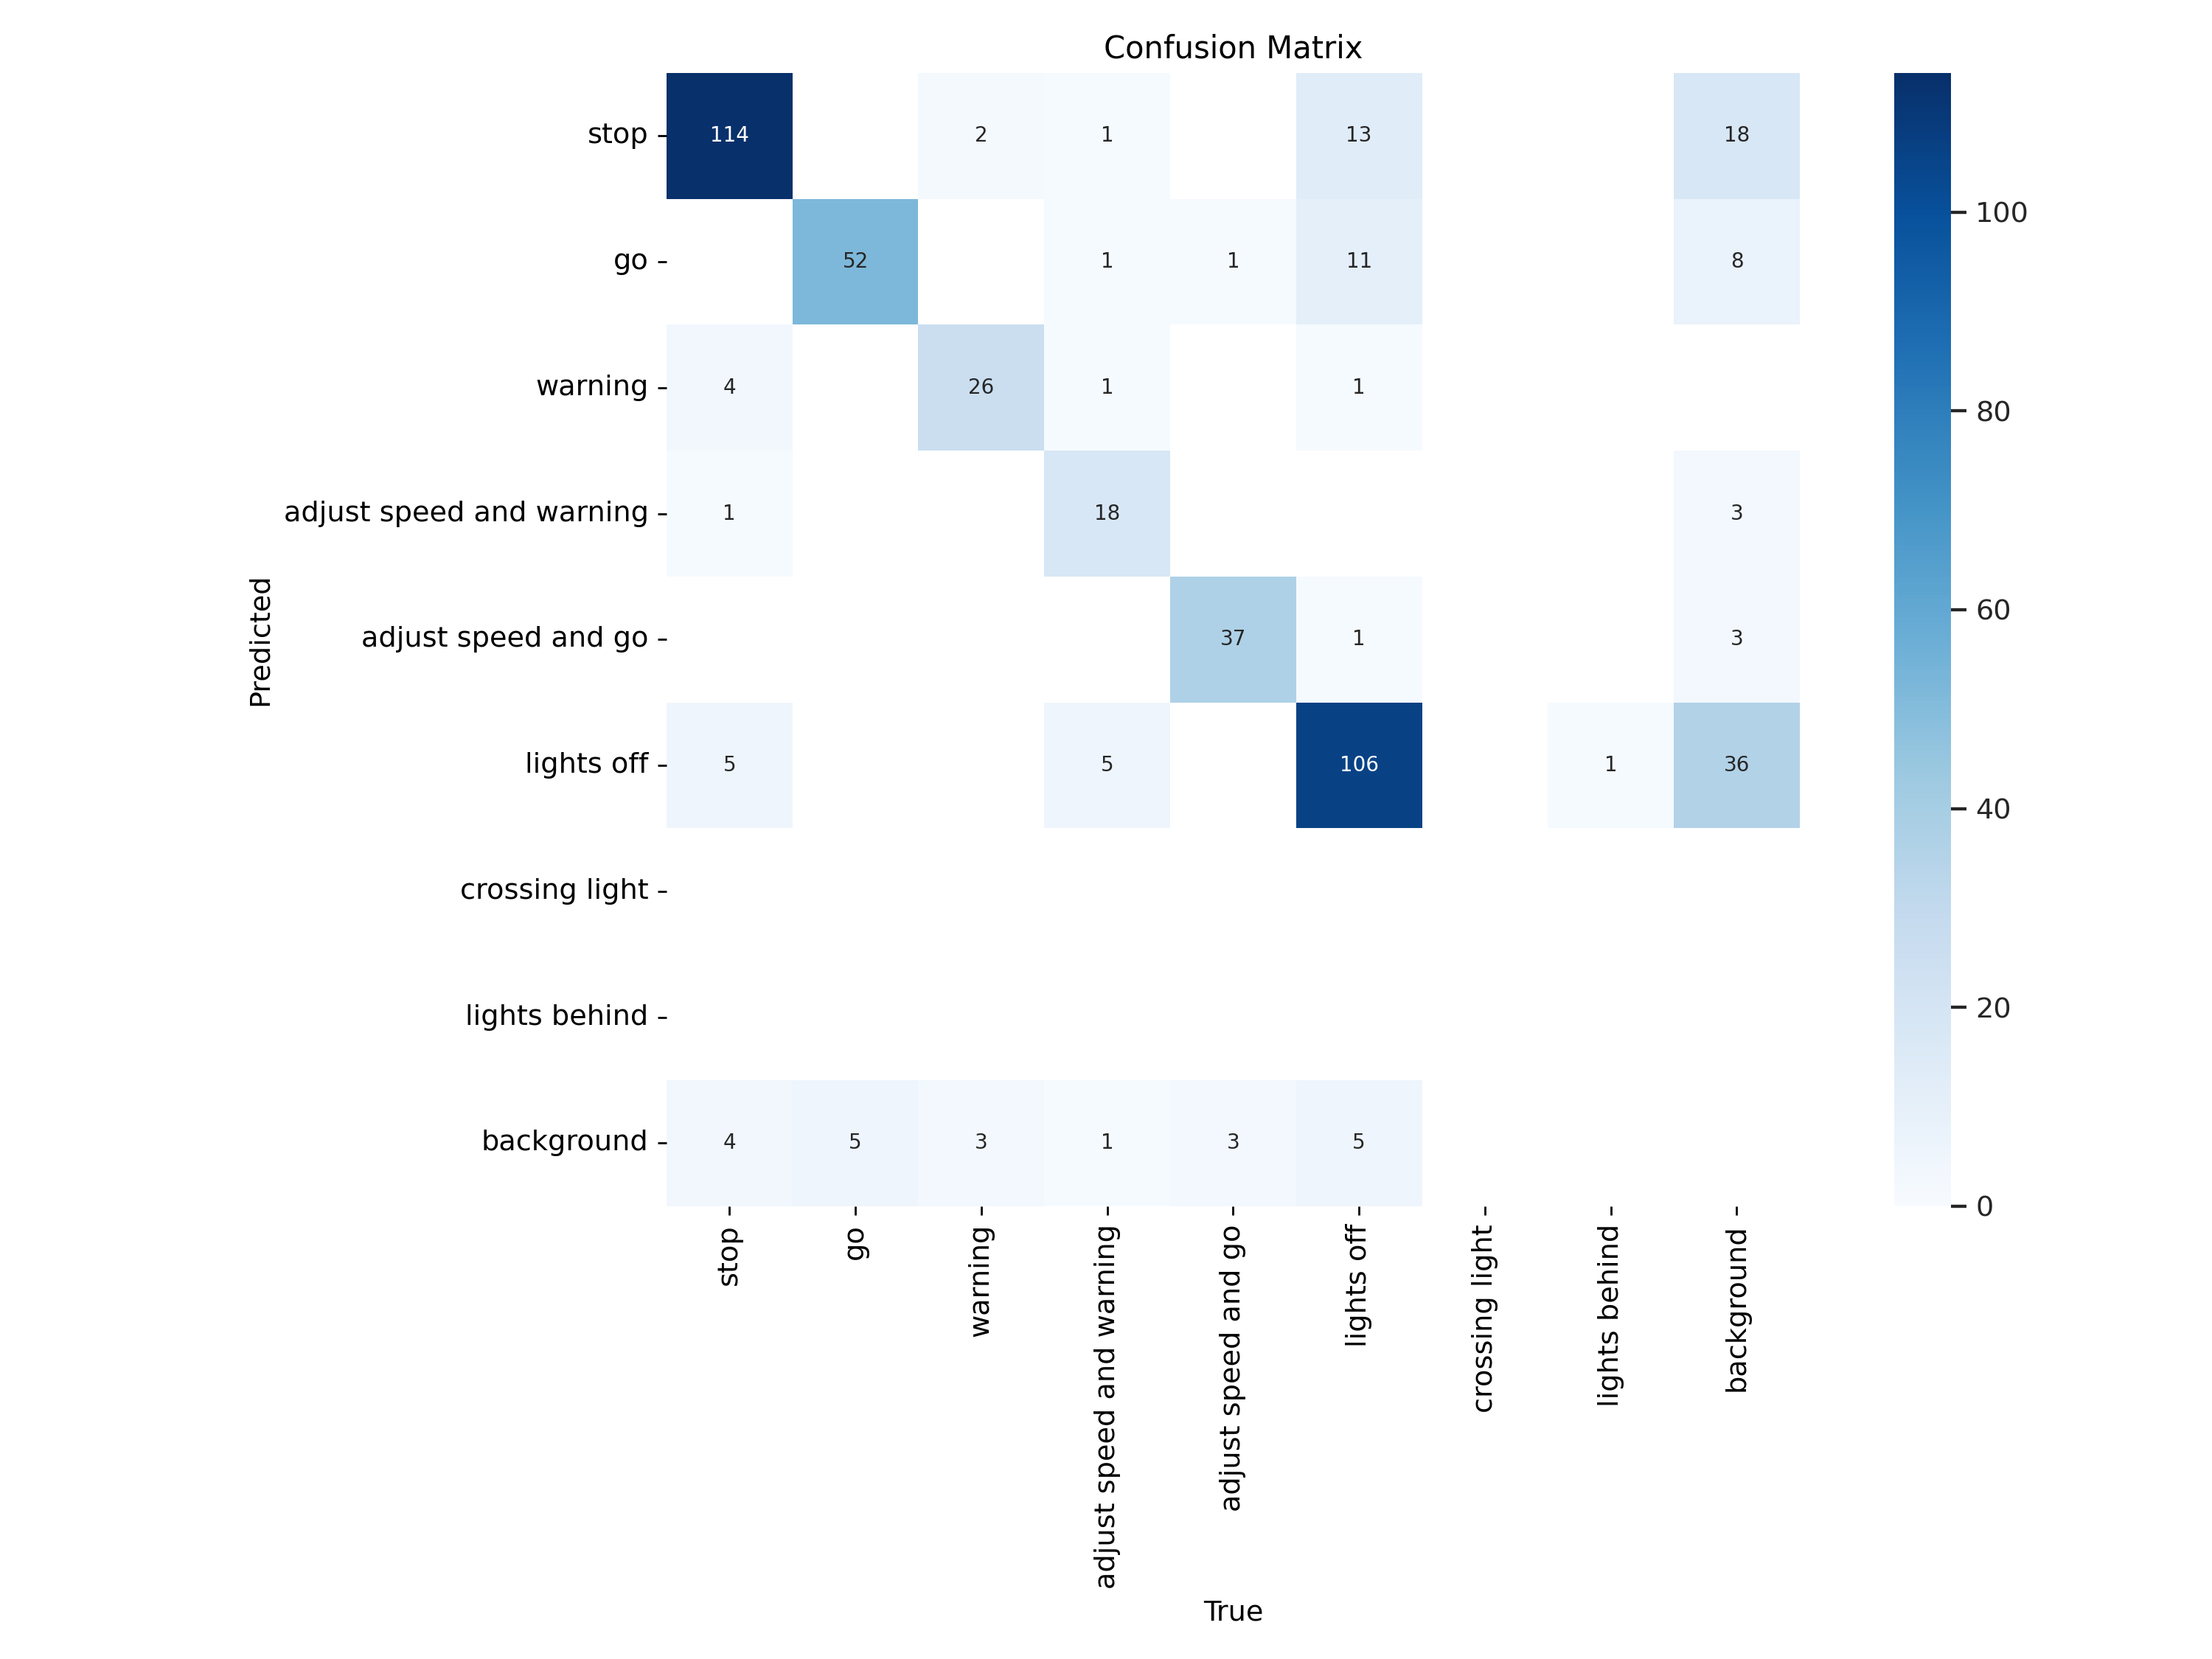 Confusion Matrix
stop
114
2
1
13
18
go
52
1
1
11
8
warning
4
26
1
1
adjust speed and warning
1
18
3
adjust speed and go
37
1
3
lights off
5
5
106
1
36
crossing light
lights behind
background
4
5
3
1
3
5
Predicted
stop
go
warning
adjust speed and warning
adjust speed and go
lights off
crossing light
lights behind
background
True
100
80
60
40
20
0